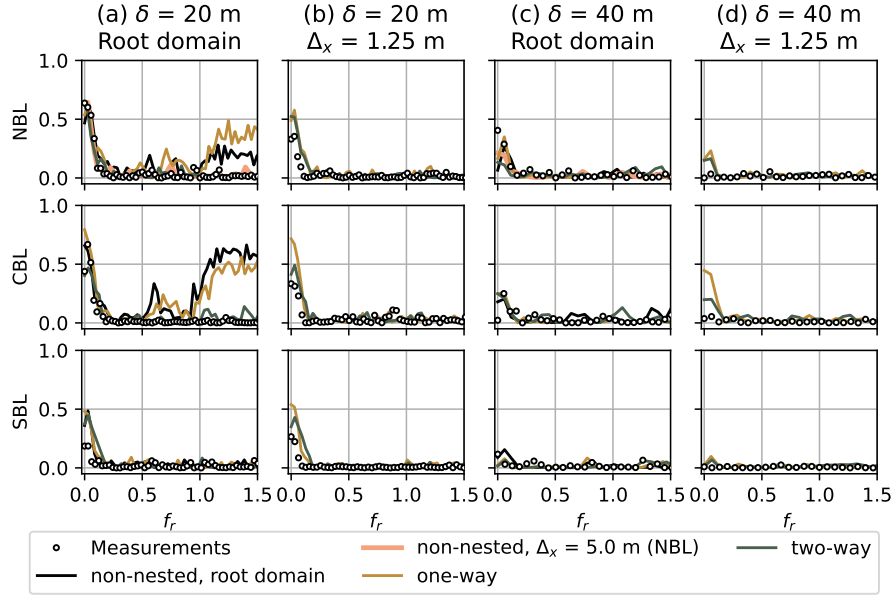 (a) δ = 20 m
Root domain
(b) δ = 20 m
Δx = 1.25 m
(c) δ = 40 m
Root domain
(d) δ = 40 m
Δx = 1.25 m
NBL
1.0
0.5
0.0
CBL
1.0
0.5
0.0
SBL
1.0
0.5
0.0
0.0 0.5 1.0 1.5
0.0 0.5 1.0 1.5
0.0 0.5 1.0 1.5
0.0 0.5 1.0 1.5
fr
fr
fr
fr
Measurements
non-nested, root domain
non-nested, Δx = 5.0 m (NBL)
one-way
two-way